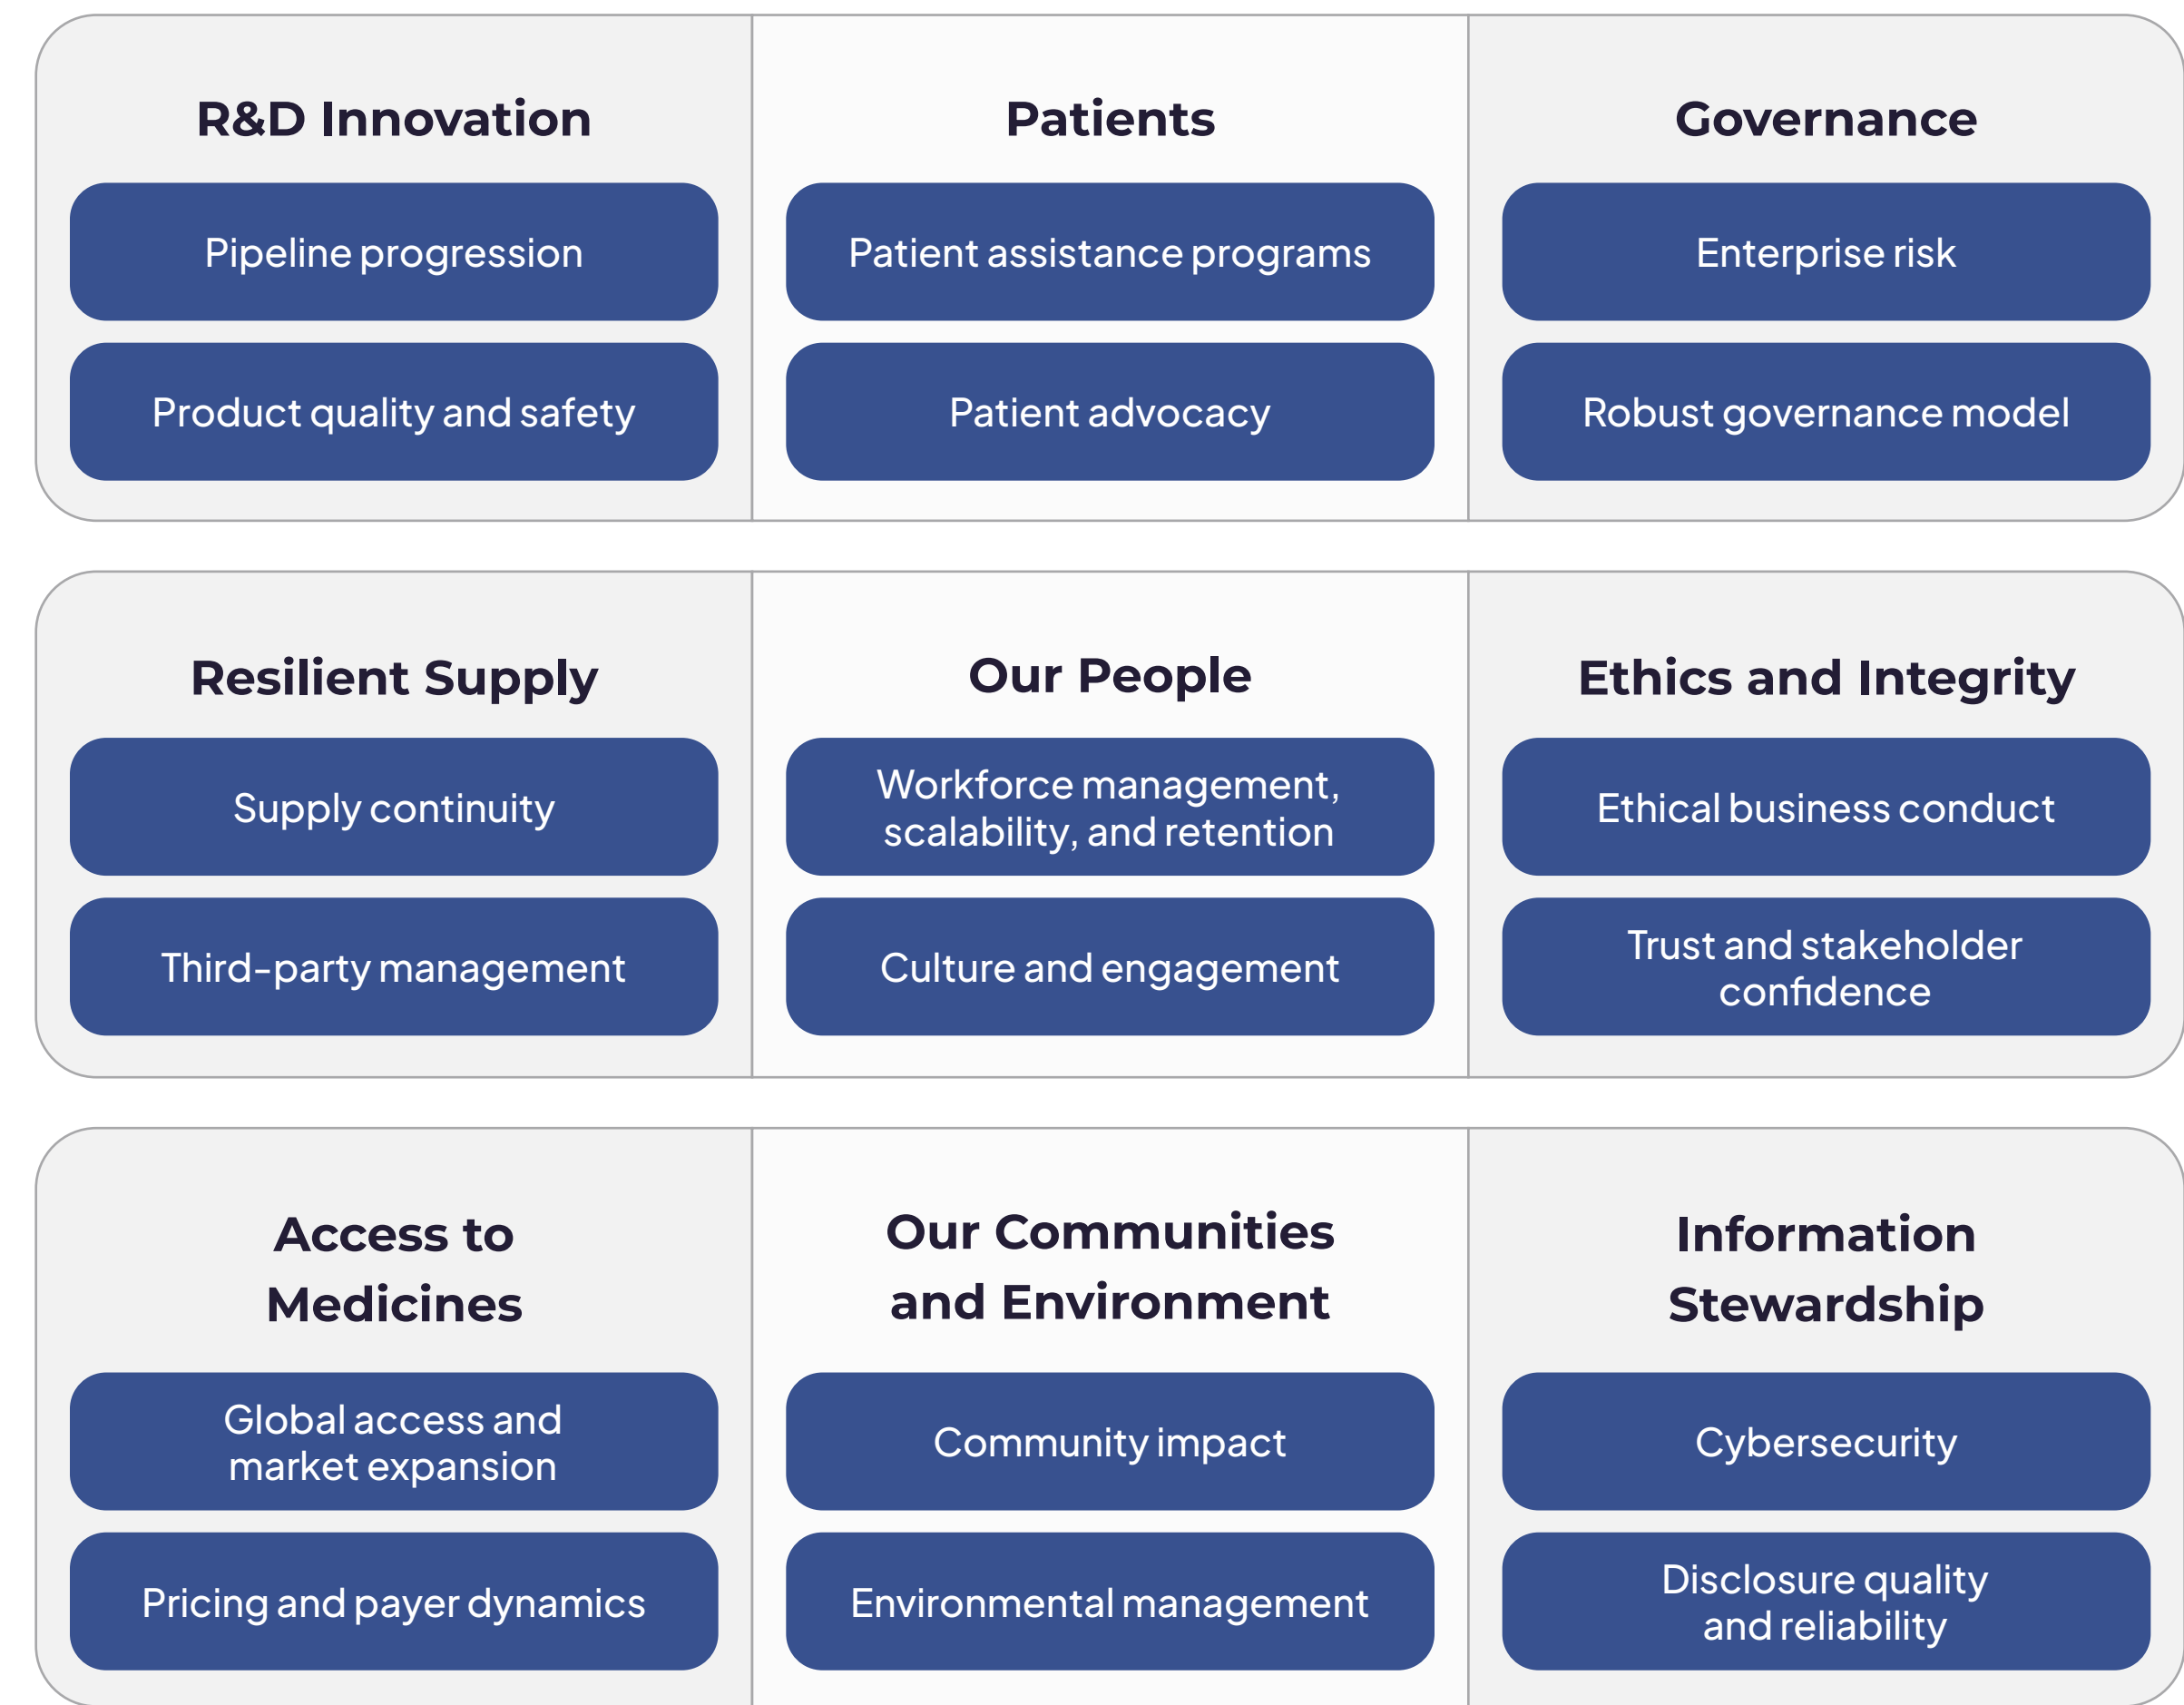 R&D Innovation
Pipeline progression
Product quality and safety
Patients
Patient assistance programs
Patient advocacy
Governance
Enterprise risk
Robust governance model
Resilient Supply
Supply continuity
Third-party management
Our People
Workforce management,
scalability, and retention
Culture and engagement
Ethics and Integrity
Ethical business conduct
Trust and stakeholder
confidence
Access to
Medicines
Global access and
market expansion
Pricing and payer dynamics
Our Communities
and Environment
Community impact
Environmental management
Information
Stewardship
Cybersecurity
Disclosure quality
and reliability